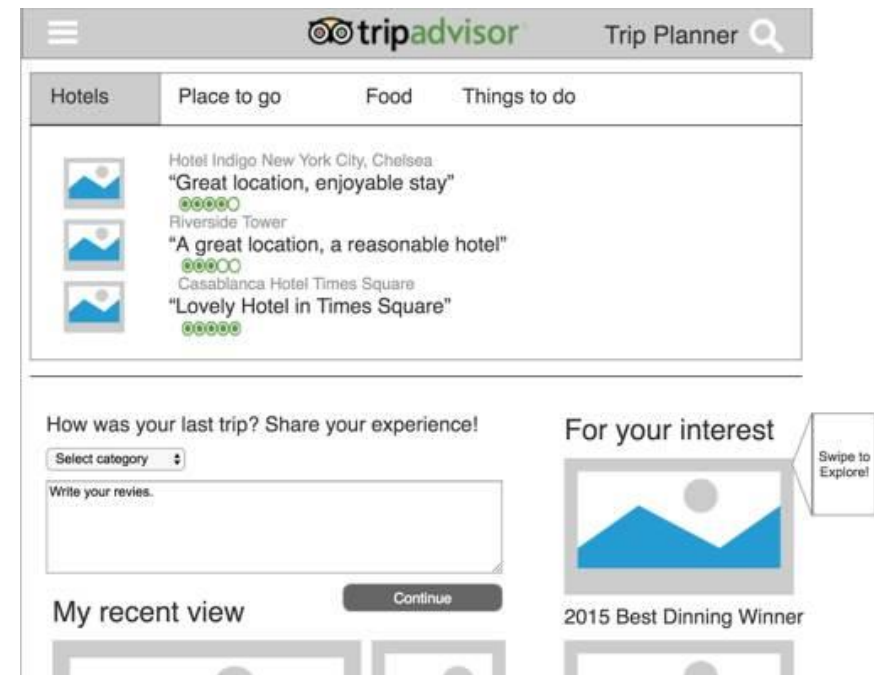 tripadvisor Trip Planner
Hotels Place to go Food Things to do
Hotel Indigo New York City, Chelsea
“Great location, enjoyable stay”
Riverside Tower
“A great location, a reasonable hotel”
Casablanca Hotel Times Square
“Lovely Hotel in Times Square”
How was your last trip? Share your experience!
Select category
Write your revies.
Continue
My recent view
For your interest
Swipe to
Explore!
2015 Best Dinning Winner